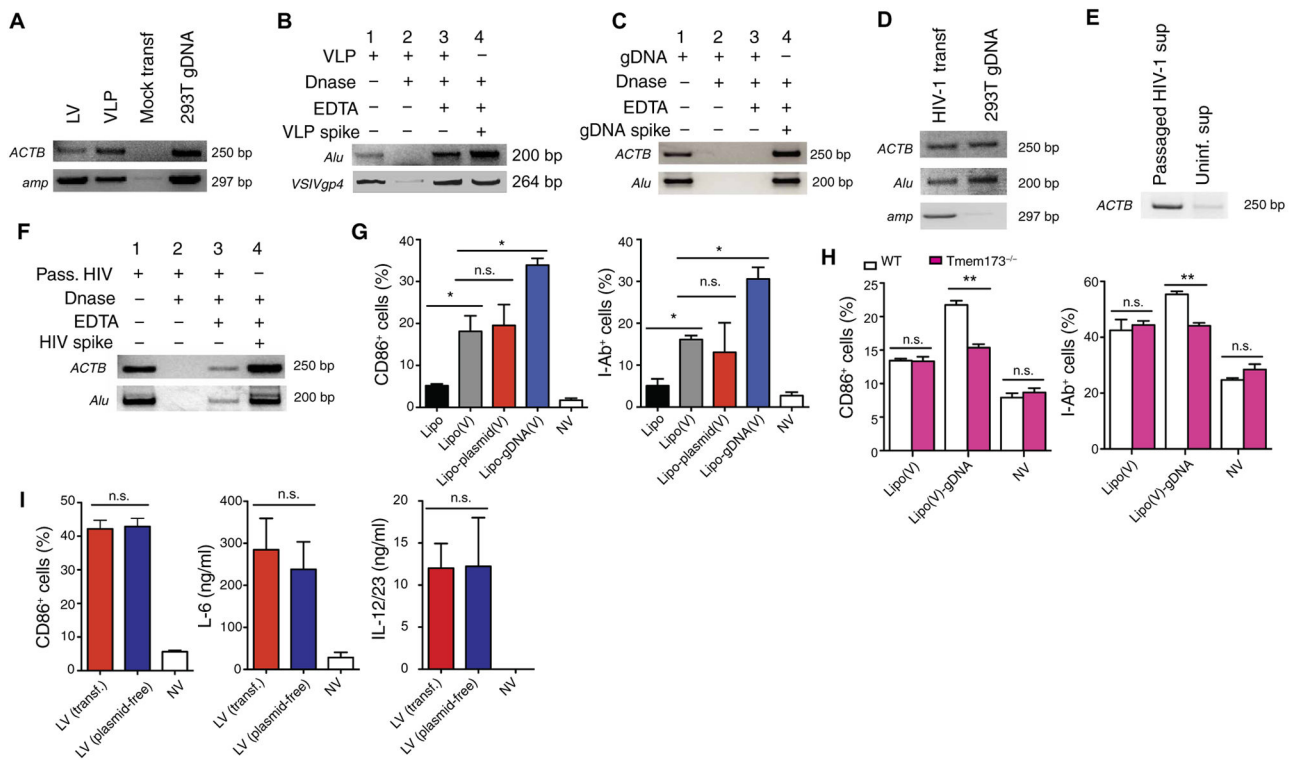 A
LV
VLP
Mock transf
293T gDNA
ACTB
250 bp
amp
297 bp
B
1 2 3 4
VLP + + + –
Dnase – + + +
EDTA – – + +
VLP spike – – – +
Alu
200 bp
VSIVgp4
264 bp
C
1 2 3 4
gDNA + + + –
Dnase – + + +
EDTA – – + +
gDNA spike – – – +
ACTB
250 bp
Alu
200 bp
D
HIV-1 transf
293T gDNA
ACTB
250 bp
Alu
200 bp
amp
297 bp
E
Passaged HIV-1 sup
Uninf. sup
ACTB
250 bp
F
1 2 3 4
Pass. HIV + + + –
Dnase – + + +
EDTA – – + +
HIV spike – – – +
ACTB
250 bp
Alu
200 bp
G
CD86+ cells (%)
40
30
20
10
0
*
n.s.
*
Lipo
Lipo(V)
Lipo-plasmid(V)
Lipo-gDNA(V)
NV
I-Ab+ cells (%)
40
30
20
10
0
*
n.s.
*
Lipo
Lipo(V)
Lipo-plasmid(V)
Lipo-gDNA(V)
NV
H
WT
Tmem173–/–
CD86+ cells (%)
25
20
15
10
5
0
n.s.
**
n.s.
Lipo(V)
Lipo(V)-gDNA
NV
I-Ab+ cells (%)
60
40
20
0
n.s.
**
n.s.
Lipo(V)
Lipo(V)-gDNA
NV
I
CD86+ cells (%)
50
40
30
20
10
0
n.s.
LV (transf.)
LV (plasmid-free)
NV
L-6 (ng/ml)
400
300
200
100
0
n.s.
LV (transf.)
LV (plasmid-free)
NV
IL-12/23 (ng/ml)
20
15
10
5
0
n.s.
LV (transf.)
LV (plasmid-free)
NV